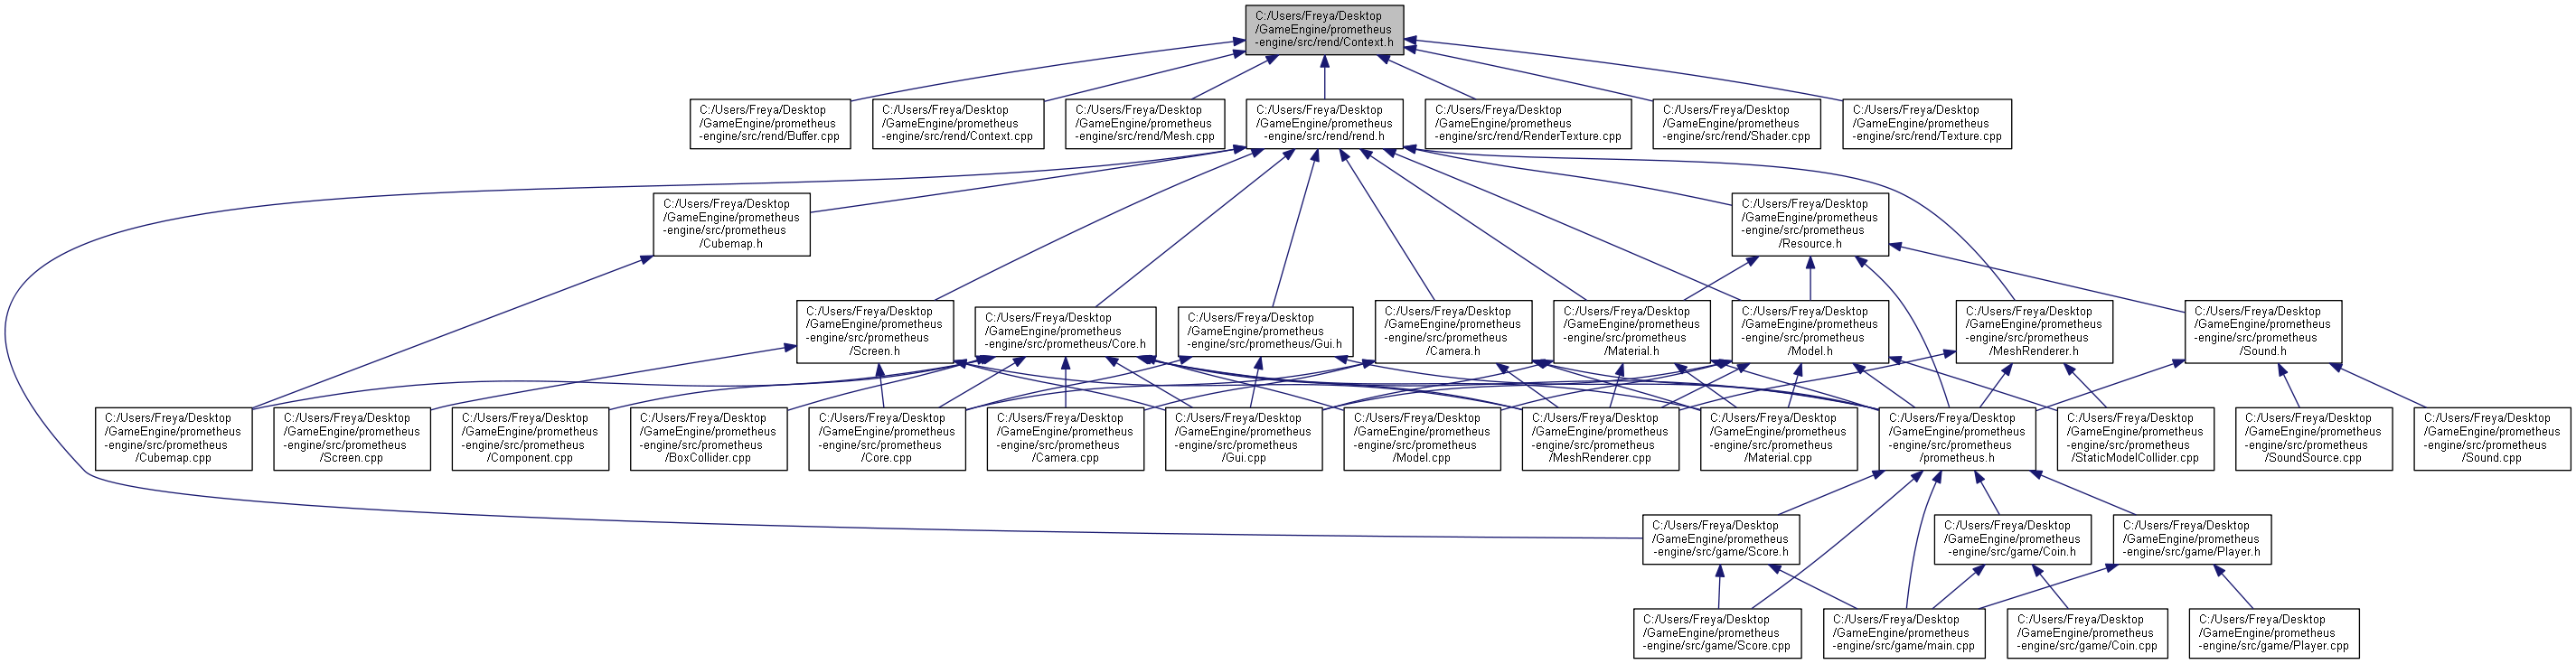 C:/Users/Freya/Desktop
/GameEngine/prometheus
-engine/src/rend/Context.h
C:/Users/Freya/Desktop
/GameEngine/prometheus
-engine/src/rend/Buffer.cpp
C:/Users/Freya/Desktop
/GameEngine/prometheus
-engine/src/rend/Context.cpp
C:/Users/Freya/Desktop
/GameEngine/prometheus
-engine/src/rend/Mesh.cpp
C:/Users/Freya/Desktop
/GameEngine/prometheus
-engine/src/rend/rend.h
C:/Users/Freya/Desktop
/GameEngine/prometheus
-engine/src/rend/RenderTexture.cpp
C:/Users/Freya/Desktop
/GameEngine/prometheus
-engine/src/rend/Shader.cpp
C:/Users/Freya/Desktop
/GameEngine/prometheus
-engine/src/rend/Texture.cpp
C:/Users/Freya/Desktop
/GameEngine/prometheus
-engine/src/prometheus
/Cubemap.h
C:/Users/Freya/Desktop
/GameEngine/prometheus
-engine/src/prometheus
/Resource.h
C:/Users/Freya/Desktop
/GameEngine/prometheus
-engine/src/prometheus
/Screen.h
C:/Users/Freya/Desktop
/GameEngine/prometheus
-engine/src/prometheus/Core.h
C:/Users/Freya/Desktop
/GameEngine/prometheus
-engine/src/prometheus/Gui.h
C:/Users/Freya/Desktop
/GameEngine/prometheus
-engine/src/prometheus
/Camera.h
C:/Users/Freya/Desktop
/GameEngine/prometheus
-engine/src/prometheus
/Material.h
C:/Users/Freya/Desktop
/GameEngine/prometheus
-engine/src/prometheus
/Model.h
C:/Users/Freya/Desktop
/GameEngine/prometheus
-engine/src/prometheus
/MeshRenderer.h
C:/Users/Freya/Desktop
/GameEngine/prometheus
-engine/src/prometheus
/Sound.h
C:/Users/Freya/Desktop
/GameEngine/prometheus
-engine/src/prometheus
/Cubemap.cpp
C:/Users/Freya/Desktop
/GameEngine/prometheus
-engine/src/prometheus
/Screen.cpp
C:/Users/Freya/Desktop
/GameEngine/prometheus
-engine/src/prometheus
/Component.cpp
C:/Users/Freya/Desktop
/GameEngine/prometheus
-engine/src/prometheus
/BoxCollider.cpp
C:/Users/Freya/Desktop
/GameEngine/prometheus
-engine/src/prometheus
/Core.cpp
C:/Users/Freya/Desktop
/GameEngine/prometheus
-engine/src/prometheus
/Camera.cpp
C:/Users/Freya/Desktop
/GameEngine/prometheus
-engine/src/prometheus
/Gui.cpp
C:/Users/Freya/Desktop
/GameEngine/prometheus
-engine/src/prometheus
/Model.cpp
C:/Users/Freya/Desktop
/GameEngine/prometheus
-engine/src/prometheus
/MeshRenderer.cpp
C:/Users/Freya/Desktop
/GameEngine/prometheus
-engine/src/prometheus
/Material.cpp
C:/Users/Freya/Desktop
/GameEngine/prometheus
-engine/src/prometheus
/prometheus.h
C:/Users/Freya/Desktop
/GameEngine/prometheus
-engine/src/prometheus
/StaticModelCollider.cpp
C:/Users/Freya/Desktop
/GameEngine/prometheus
-engine/src/prometheus
/SoundSource.cpp
C:/Users/Freya/Desktop
/GameEngine/prometheus
-engine/src/prometheus
/Sound.cpp
C:/Users/Freya/Desktop
/GameEngine/prometheus
-engine/src/game/Score.h
C:/Users/Freya/Desktop
/GameEngine/prometheus
-engine/src/game/Coin.h
C:/Users/Freya/Desktop
/GameEngine/prometheus
-engine/src/game/Player.h
C:/Users/Freya/Desktop
/GameEngine/prometheus
-engine/src/game/Score.cpp
C:/Users/Freya/Desktop
/GameEngine/prometheus
-engine/src/game/main.cpp
C:/Users/Freya/Desktop
/GameEngine/prometheus
-engine/src/game/Coin.cpp
C:/Users/Freya/Desktop
/GameEngine/prometheus
-engine/src/game/Player.cpp